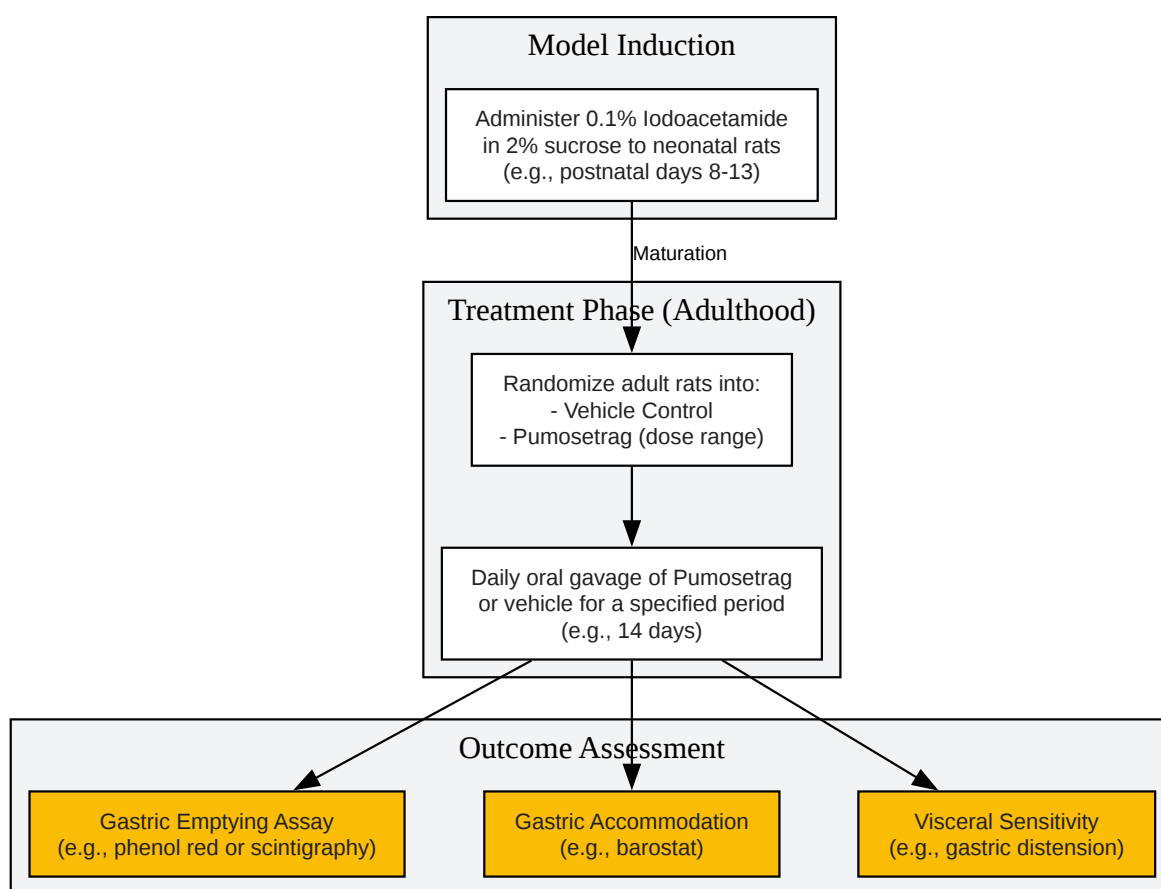 Model Induction
Administer 0.1% Iodoacetamide
in 2% sucrose to neonatal rats
(e.g., postnatal days 8-13)
Maturation
Treatment Phase (Adulthood)
Randomize adult rats into:
- Vehicle Control
- Pumosetrag (dose range)
Daily oral gavage of Pumosetrag
or vehicle for a specified period
(e.g., 14 days)
Outcome Assessment
Gastric Emptying Assay
(e.g., phenol red or scintigraphy)
Gastric Accommodation
(e.g., barostat)
Visceral Sensitivity
(e.g., gastric distension)